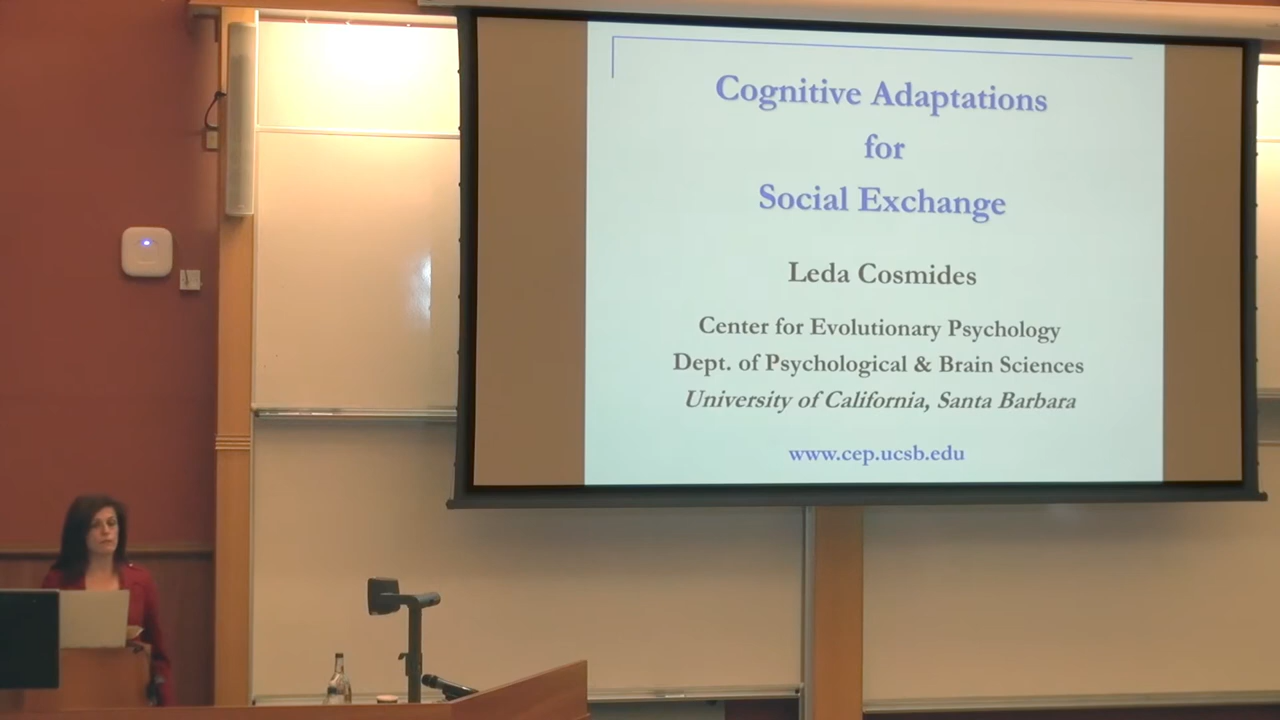 Cognitive Adaptations
for
Social Exchange
Leda Cosmides
Center for Evolutionary Psychology
Dept. of Psychological & Brain Sciences
University of California, Santa Barbara
www.cep.ucsb.edu